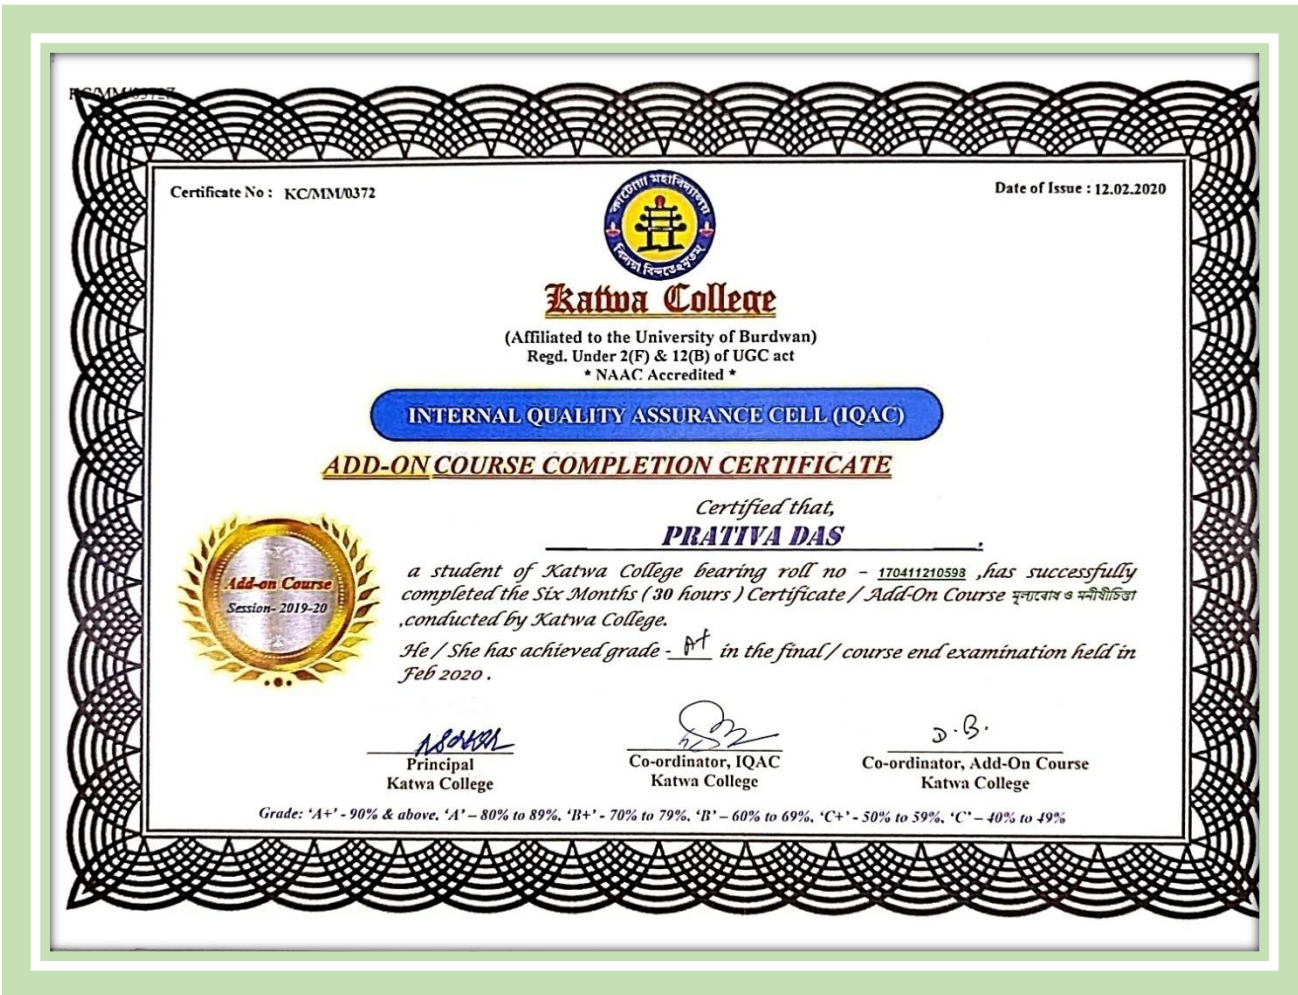 Certificate No : KC/MM/0372
Date of Issue : 12.02.2020
কাটোয়া মহাবিদ্যালয়
বিদ্যয়া বিন্দতেঽমৃতম্
Katwa College
(Affiliated to the University of Burdwan)
Regd. Under 2(F) & 12(B) of UGC act
* NAAC Accredited *
INTERNAL QUALITY ASSURANCE CELL (IQAC)
ADD-ON COURSE COMPLETION CERTIFICATE
Certified that,
PRATIVA DAS .
Add-on Course
Session- 2019-20
a student of Katwa College bearing roll no - 170411210598 ,has successfully
completed the Six Months ( 30 hours ) Certificate / Add-On Course মূল্যবোধ ও মনীষীচিন্তা
,conducted by Katwa College.
He / She has achieved grade - A+ in the final / course end examination held in
Feb 2020 .
D.B.
Principal
Katwa College
Co-ordinator, IQAC
Katwa College
Co-ordinator, Add-On Course
Katwa College
Grade: ‘A+’ - 90% & above, ‘A’ – 80% to 89%, ‘B+’ - 70% to 79%, ‘B’ – 60% to 69%, ‘C+’ - 50% to 59%, ‘C’ – 40% to 49%